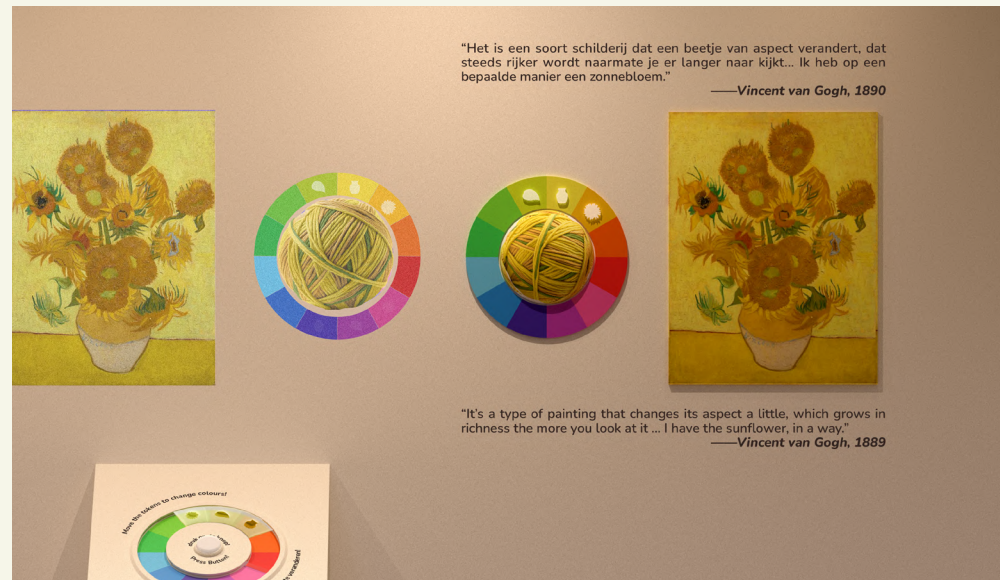 “Het is een soort schilderij dat een beetje van aspect verandert, dat
steeds rijker wordt naarmate je er langer naar kijkt... Ik heb op een
bepaalde manier een zonnebloem.”
——Vincent van Gogh, 1890
“It’s a type of painting that changes its aspect a little, which grows in
richness the more you look at it ... I have the sunflower, in a way.”
——Vincent van Gogh, 1889
Move the tokens to change colours!
Press Button!